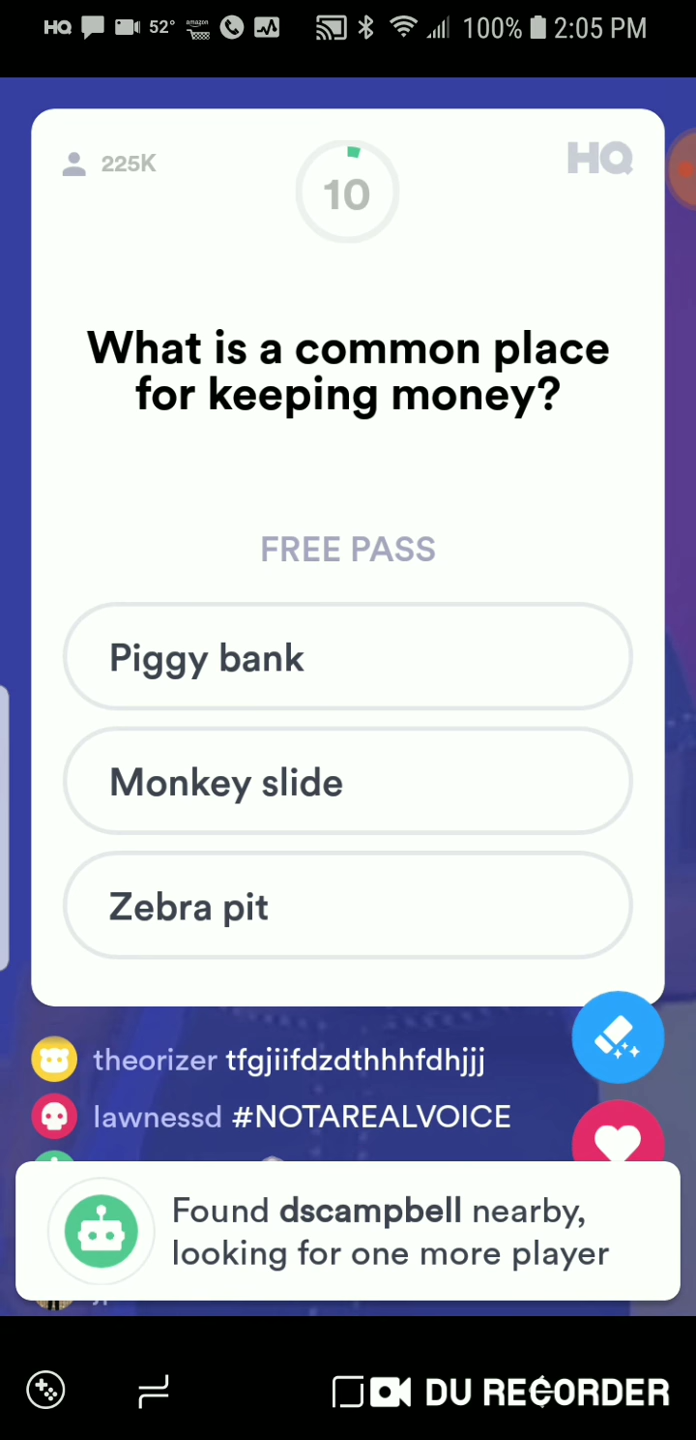 HQ 52° amazon 100% 2:05 PM
225K
10
HQ
What is a common place
for keeping money?
FREE PASS
Piggy bank
Monkey slide
Zebra pit
theorizer tfgjiifdzdthhhfdhjjj
lawnessd #NOTAREALVOICE
Found dscampbell nearby,
looking for one more player
DU RECORDER